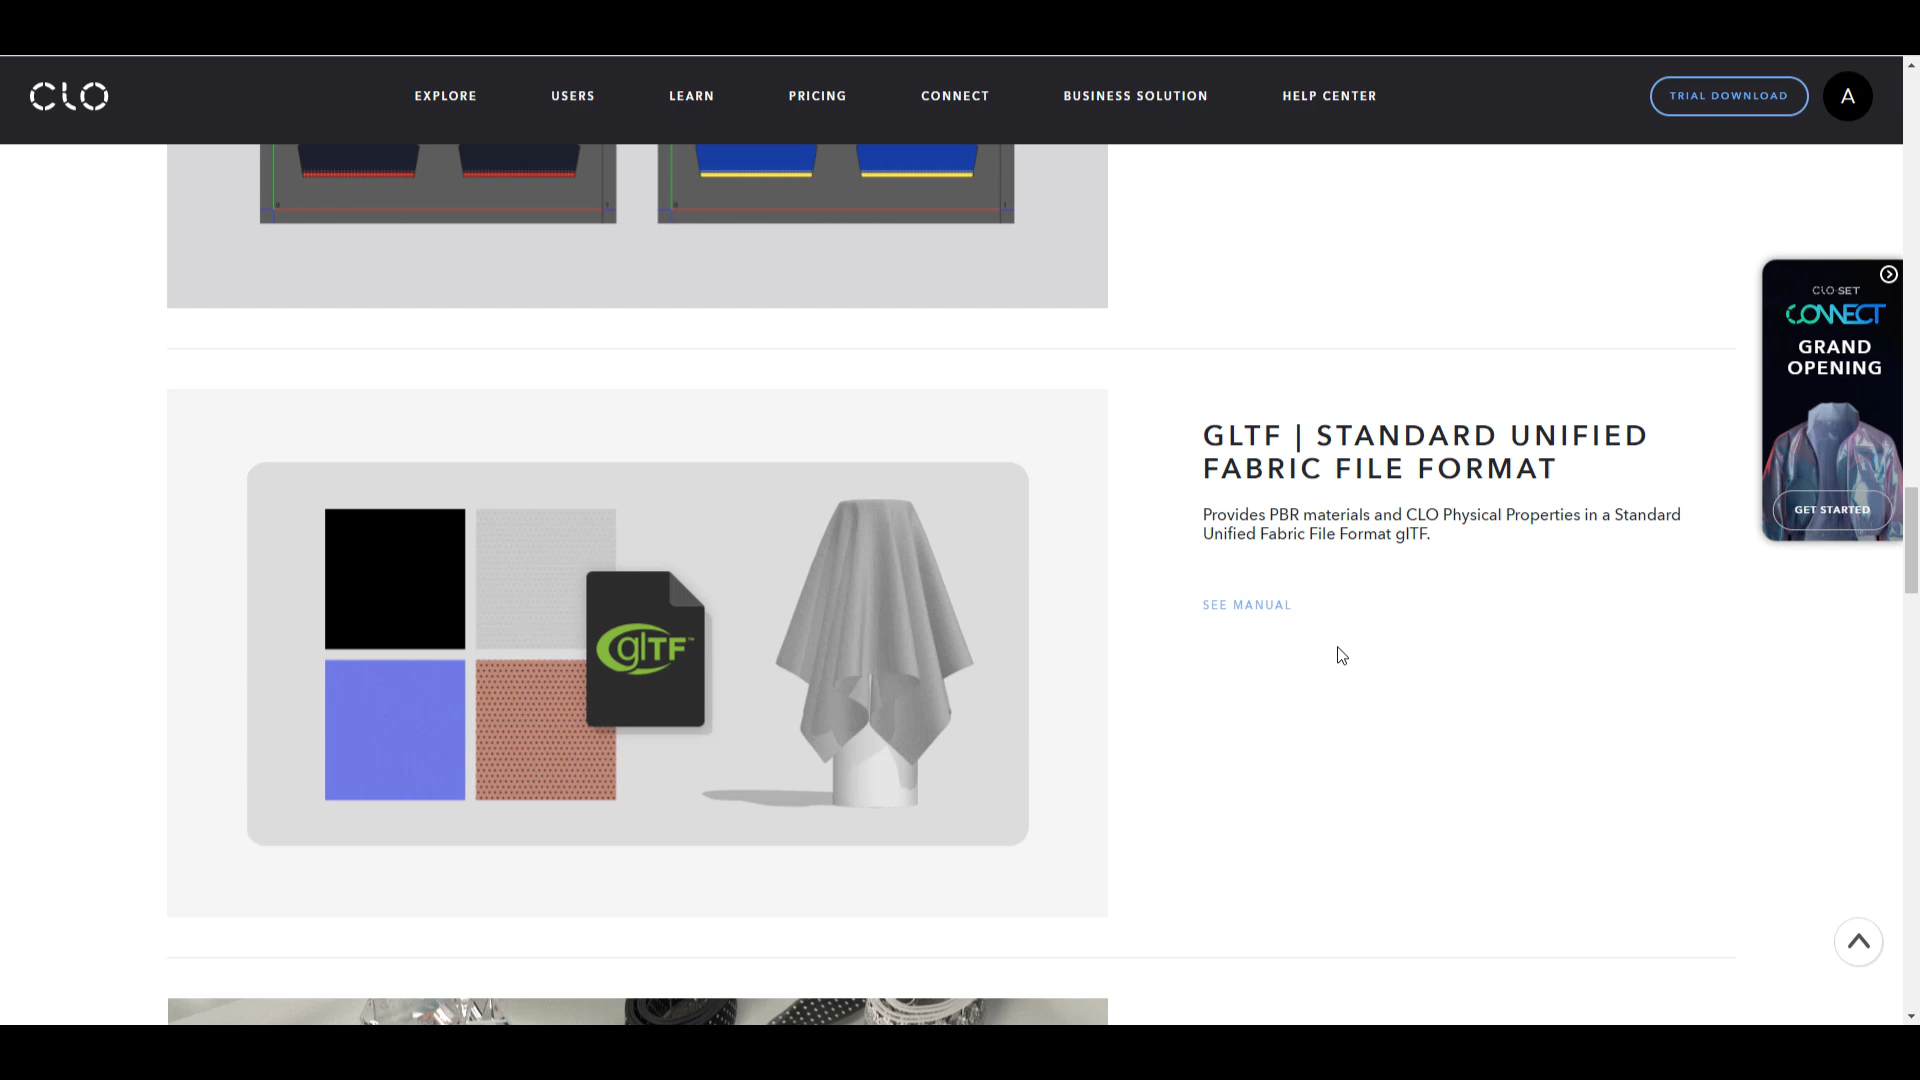 CLO
EXPLORE
USERS
LEARN
PRICING
CONNECT
BUSINESS SOLUTION
HELP CENTER
TRIAL DOWNLOAD
A
CLO-SET
CONNECT
GRAND
OPENING
GET STARTED
GLTF | STANDARD UNIFIED
FABRIC FILE FORMAT
Provides PBR materials and CLO Physical Properties in a Standard
Unified Fabric File Format glTF.
SEE MANUAL
glTF™